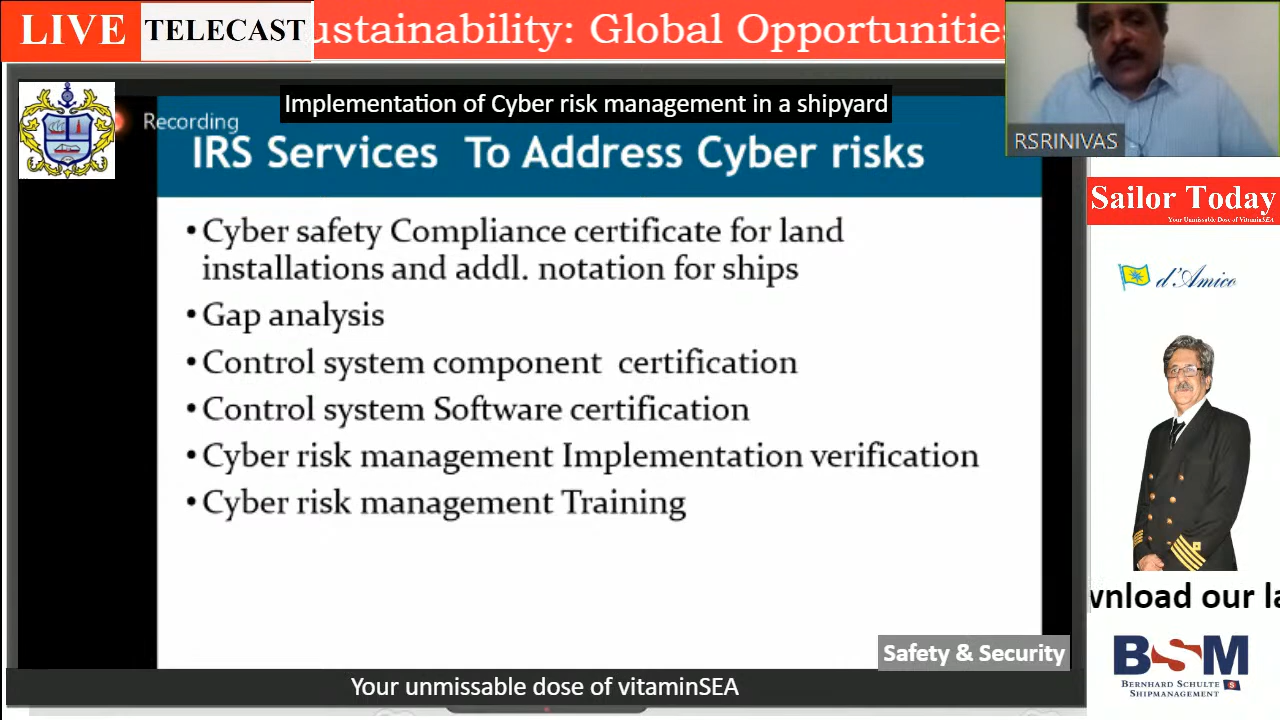 LIVE TELECAST
ustainability: Global Opportunities
Implementation of Cyber risk management in a shipyard
Recording
IRS Services To Address Cyber risks
RSRINIVAS
• Cyber safety Compliance certificate for land
installations and addl. notation for ships
• Gap analysis
• Control system component certification
• Control system Software certification
• Cyber risk management Implementation verification
• Cyber risk management Training
Sailor Today
Your Unmissable Dose of VitaminSEA
d'Amico
wnload our la
BSM
BERNHARD SCHULTE
SHIPMANAGEMENT
Safety & Security
Your unmissable dose of vitaminSEA